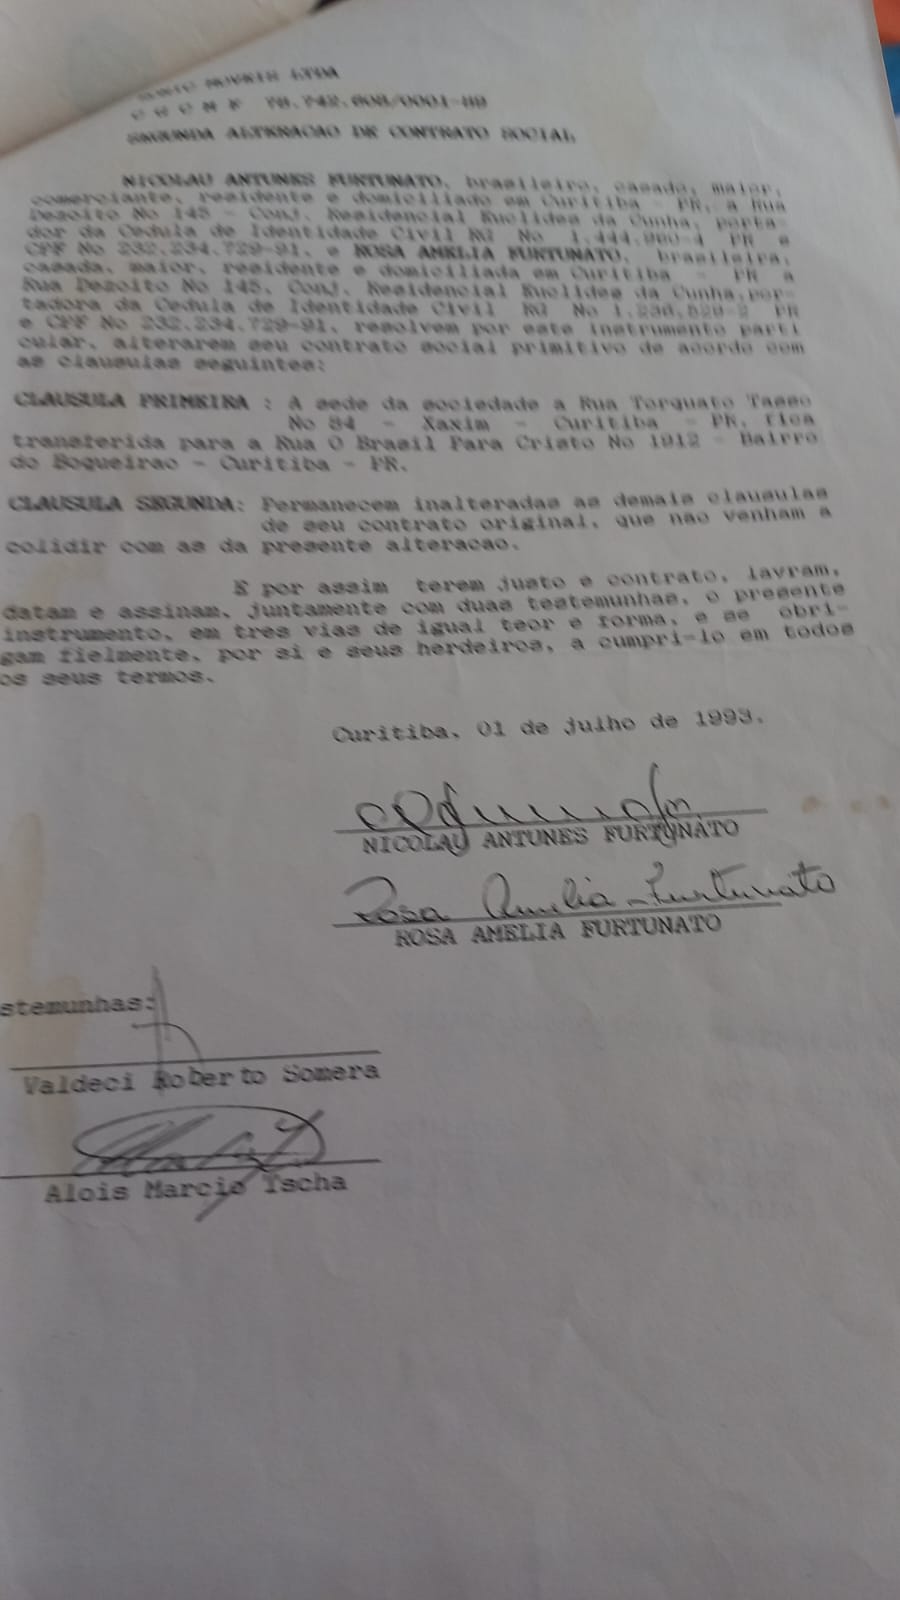 MOVEIS LTDA
C G C M F 78.742.608/0001-89
SEGUNDA ALTERACAO DE CONTRATO SOCIAL
NICOLAU ANTUNES FURTUNATO, brasileiro, casado, maior,
comerciante, residente e domiciliado em Curitiba - PR, a Rua
Dezoito No 145 - Conj. Residencial Euclides da Cunha, porta-
dor da Cedula de Identidade Civil RG No PR e
CPF No 232.234.729-91, e ROSA AMELIA FURTUNATO, brasileira,
casada, maior, residente e domiciliada em Curitiba - PR a
Rua Dezoito No 145, Conj. Residencial Euclides da Cunha, por-
tadora da Cedula de Identidade Civil RG No PR
e CPF No 232.234.729-91, resolvem por este instrumento parti
cular, alterarem seu contrato social primitivo de acordo com
as clausulas seguintes:
CLAUSULA PRIMEIRA : A sede da sociedade a Rua Torquato Tasso
No 84 - Xaxim - Curitiba - PR, fica
transferida para a Rua O Brasil Para Cristo No 1912 - Bairro
do Boqueirao - Curitiba - PR.
CLAUSULA SEGUNDA: Permanecem inalteradas as demais clausulas
de seu contrato original, que nao venham a
colidir com as da presente alteracao.
E por assim terem justo e contrato, lavram,
datam e assinam, juntamente com duas testemunhas, o presente
instrumento, em tres vias de igual teor e forma, e se obri-
gam fielmente, por si e seus herdeiros, a cumpri-lo em todos
os seus termos.
Curitiba, 01 de julho de 1993.
NICOLAU ANTUNES FURTUNATO
Rosa Amelia Furtunato
ROSA AMELIA FURTUNATO
stemunhas:
Valdeci Roberto Somera
Alois Marcio Tscha